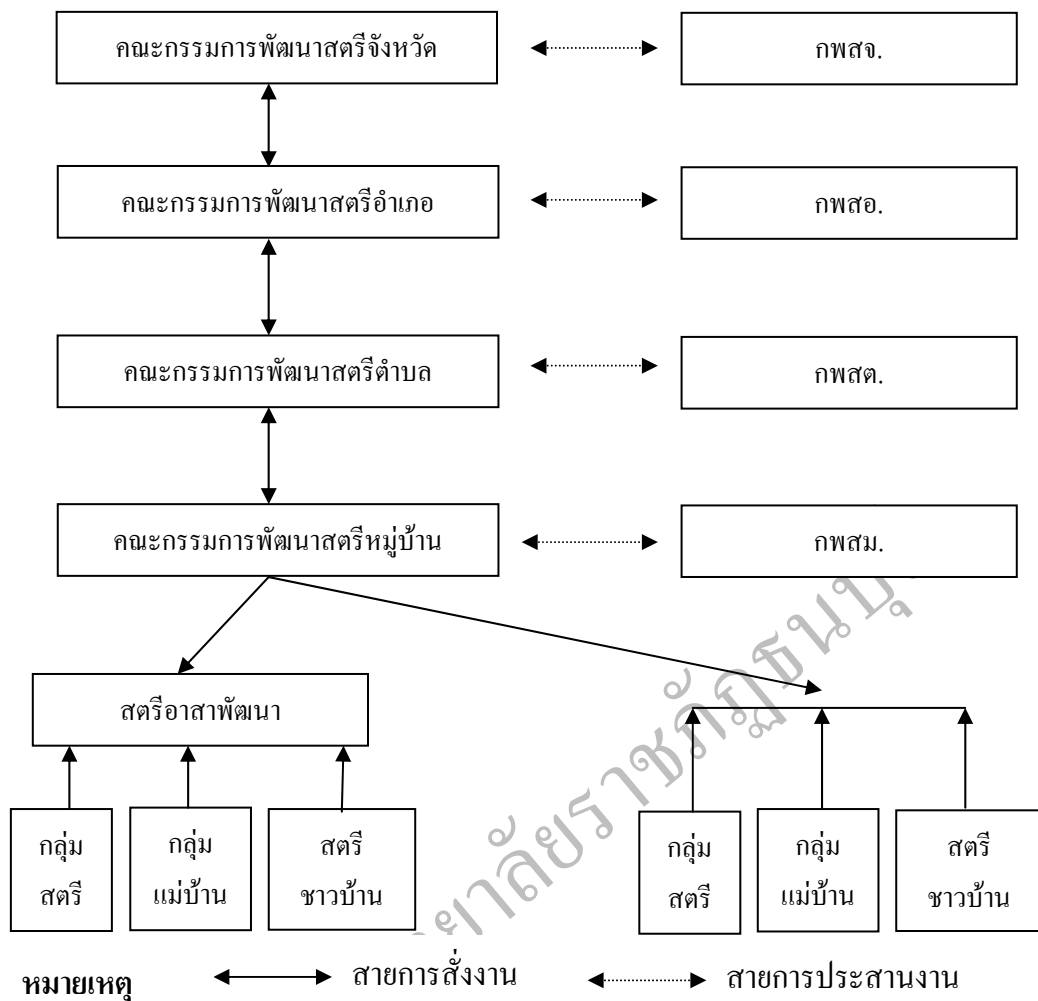 คณะกรรมการพัฒนาสตรีจังหวัด
กพสจ.
คณะกรรมการพัฒนาสตรีอำเภอ
กพสอ.
คณะกรรมการพัฒนาสตรีตำบล
กพสต.
คณะกรรมการพัฒนาสตรีหมู่บ้าน
กพสม.
สตรีอาสาพัฒนา
กลุ่ม
สตรี
กลุ่ม
แม่บ้าน
สตรี
ชาวบ้าน
กลุ่ม
สตรี
กลุ่ม
แม่บ้าน
สตรี
ชาวบ้าน
หมายเหตุ
สายการสั่งงาน
สายการประสานงาน